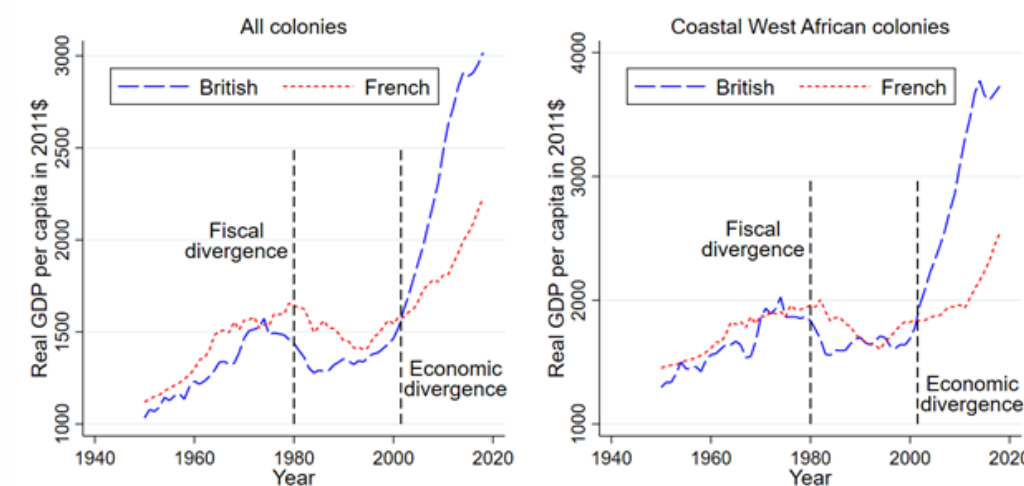 All colonies
Real GDP per capita in 2011$
3000
2500
2000
1500
1000
British
French
Fiscal
divergence
Economic
divergence
1940
1960
1980
2000
2020
Year
Coastal West African colonies
Real GDP per capita in 2011$
4000
3000
2000
1000
British
French
Fiscal
divergence
Economic
divergence
1940
1960
1980
2000
202
Year